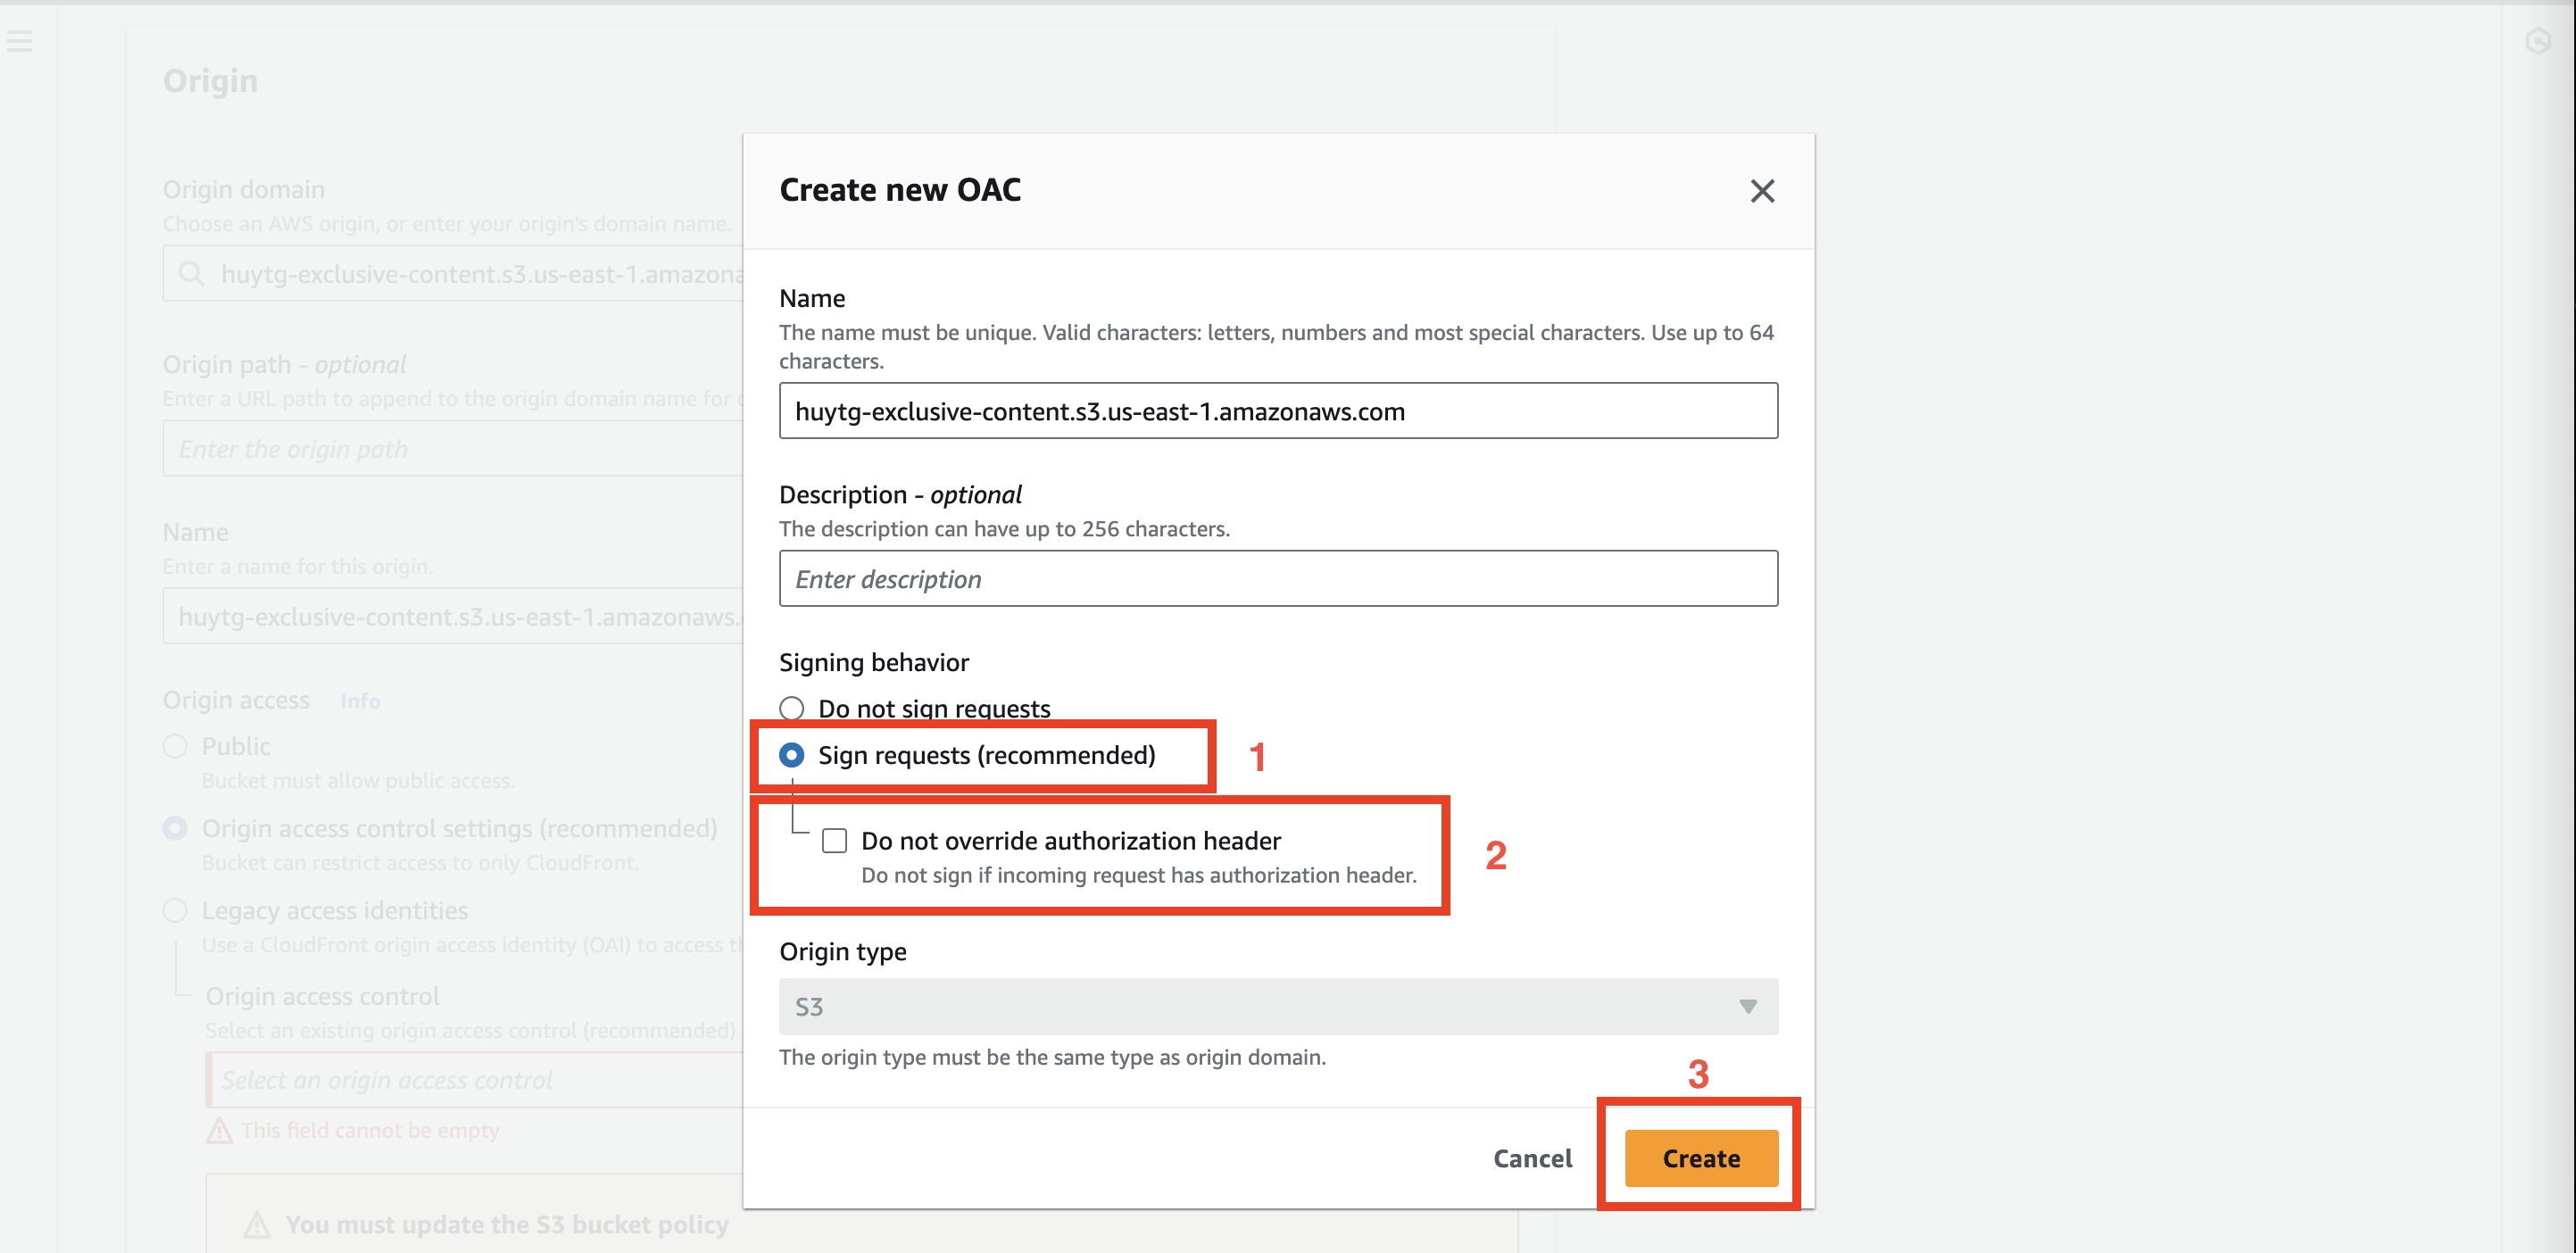 Origin
Origin domain
Choose an AWS origin, or enter your origin's domain name.
huytg-exclusive-content.s3.us-east-1.amazona
Origin path - optional
Enter a URL path to append to the origin domain name for
Enter the origin path
Name
Enter a name for this origin.
huytg-exclusive-content.s3.us-east-1.amazonaws.
Origin access Info
Public
Bucket must allow public access.
Origin access control settings (recommended)
Bucket can restrict access to only CloudFront.
Legacy access identities
Use a CloudFront origin access identity (OAI) to access
Origin access control
Select an existing origin access control (recommended)
Select an origin access control
This field cannot be empty
You must update the S3 bucket policy
Create new OAC
Name
The name must be unique. Valid characters: letters, numbers and most special characters. Use up to 64
characters.
huytg-exclusive-content.s3.us-east-1.amazonaws.com
Description - optional
The description can have up to 256 characters.
Enter description
Signing behavior
Do not sign requests
Sign requests (recommended)
1
Do not override authorization header
2
Do not sign if incoming request has authorization header.
Origin type
S3
The origin type must be the same type as origin domain.
3
Cancel
Create